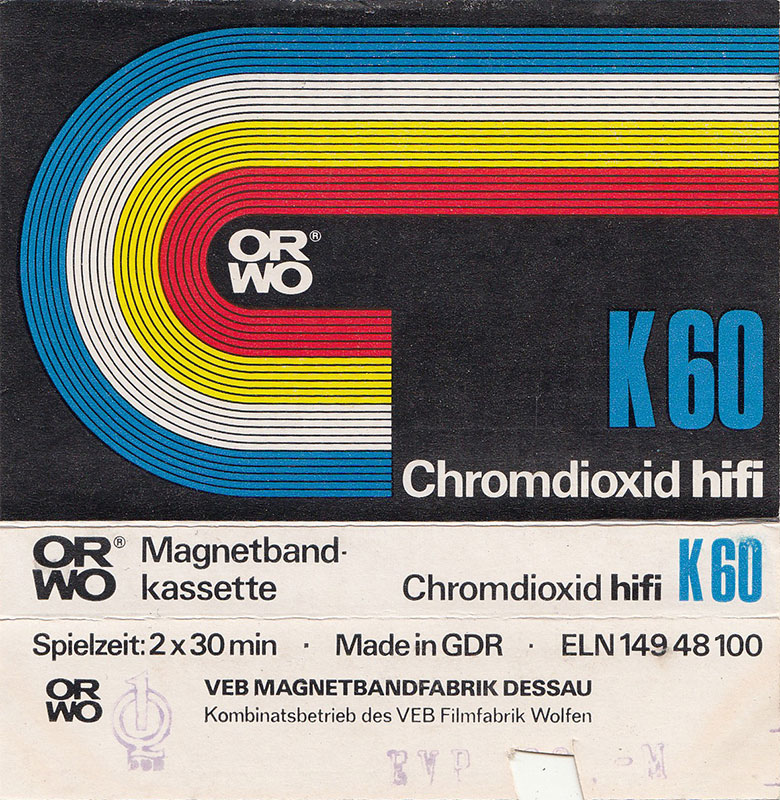 OR®
WO
K 60
Chromdioxid hifi
OR®
WO
Magnetband-
kassette
Chromdioxid hifi K 60
Spielzeit: 2 x 30 min · Made in GDR · ELN 149 48 100
OR
WO
VEB MAGNETBANDFABRIK DESSAU
Kombinatsbetrieb des VEB Filmfabrik Wolfen
EVP .-M